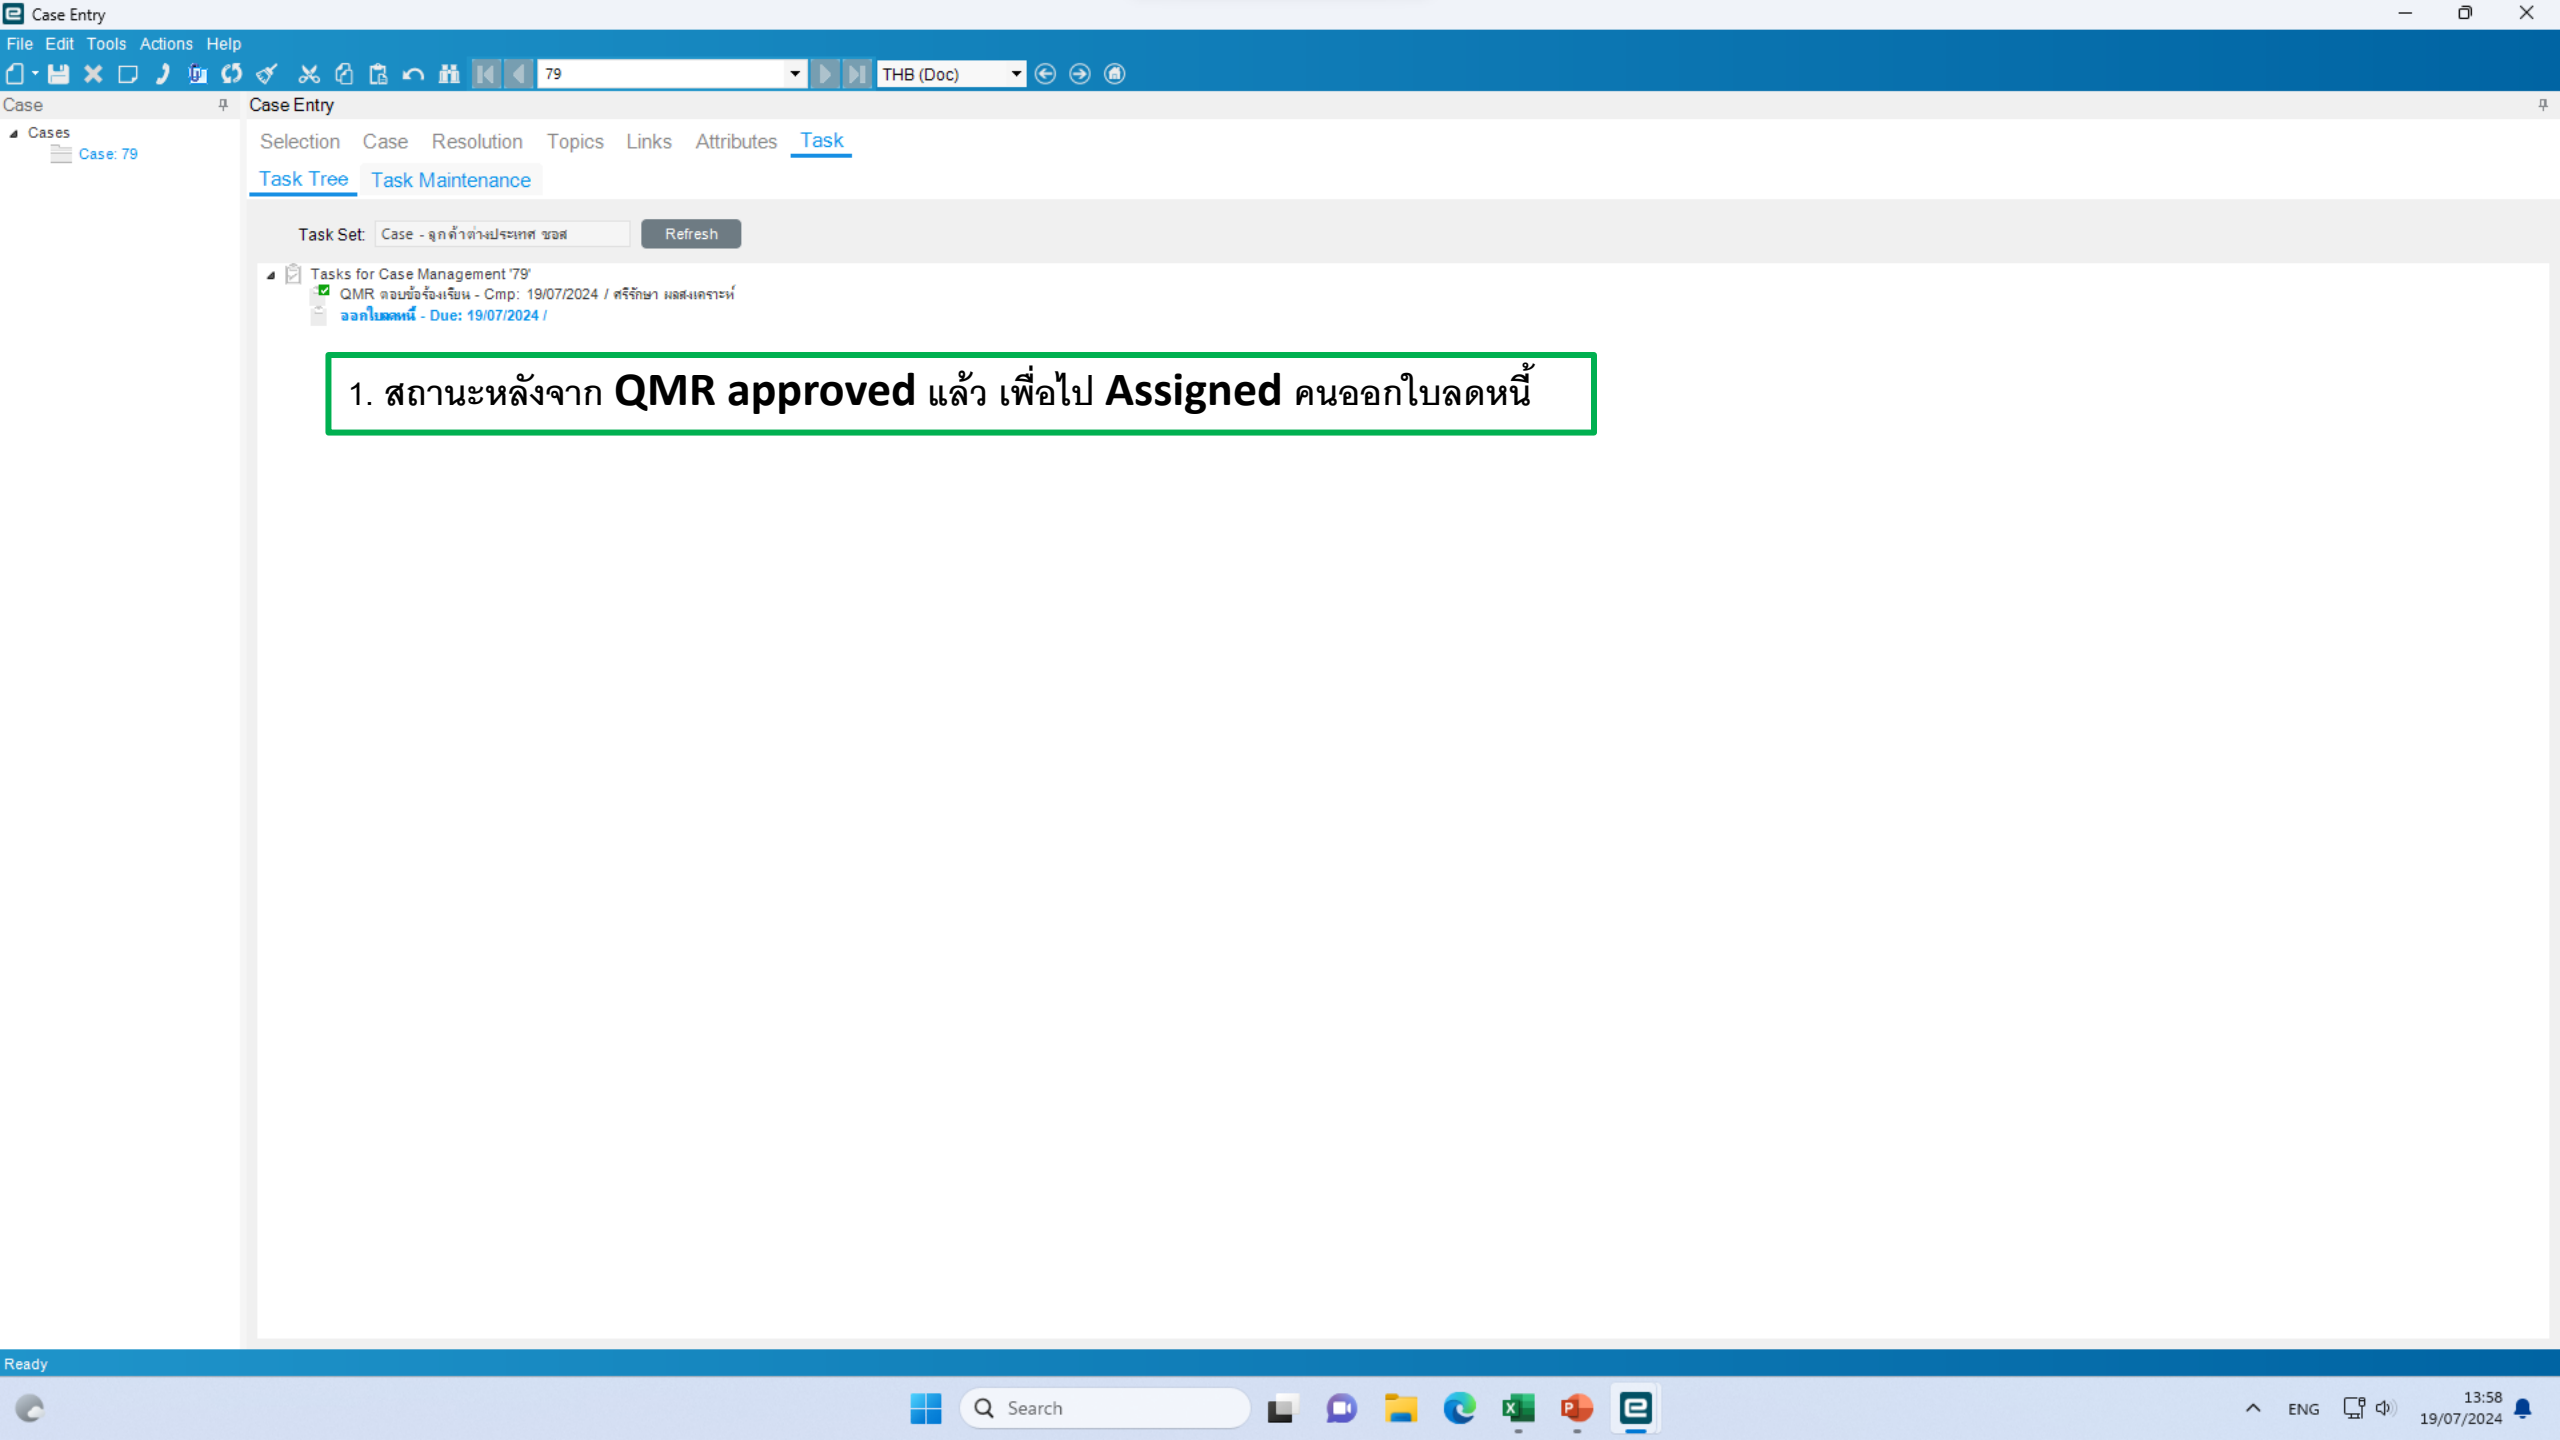 Case Entry
File Edit Tools Actions Help
79
THB (Doc)
Case
Case Entry
Cases
Case: 79
Selection Case Resolution Topics Links Attributes Task
Task Tree Task Maintenance
Task Set: Case - ลูกค้าต่างประเทศ ซอส Refresh
Tasks for Case Management '79'
QMR ตอบข้อร้องเรียน - Cmp: 19/07/2024 / ศรีรักษา ผลสงเคราะห์
ออกใบลดหนี้ - Due: 19/07/2024 /
1. สถานะหลังจาก QMR approved แล้ว เพื่อไป Assigned คนออกใบลดหนี้
Ready
Search
ENG
13:58
19/07/2024